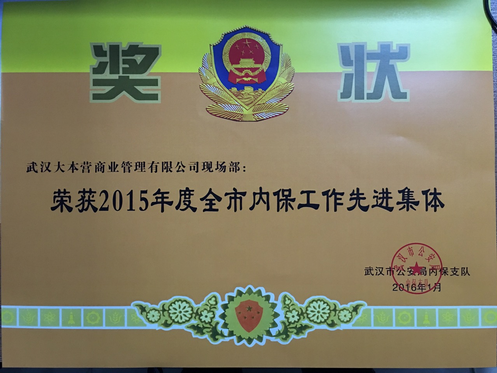 奖 状
武汉大本营商业管理有限公司现场部：
荣获2015年度全市内保工作先进集体
武汉市公安局内保支队
2016年1月